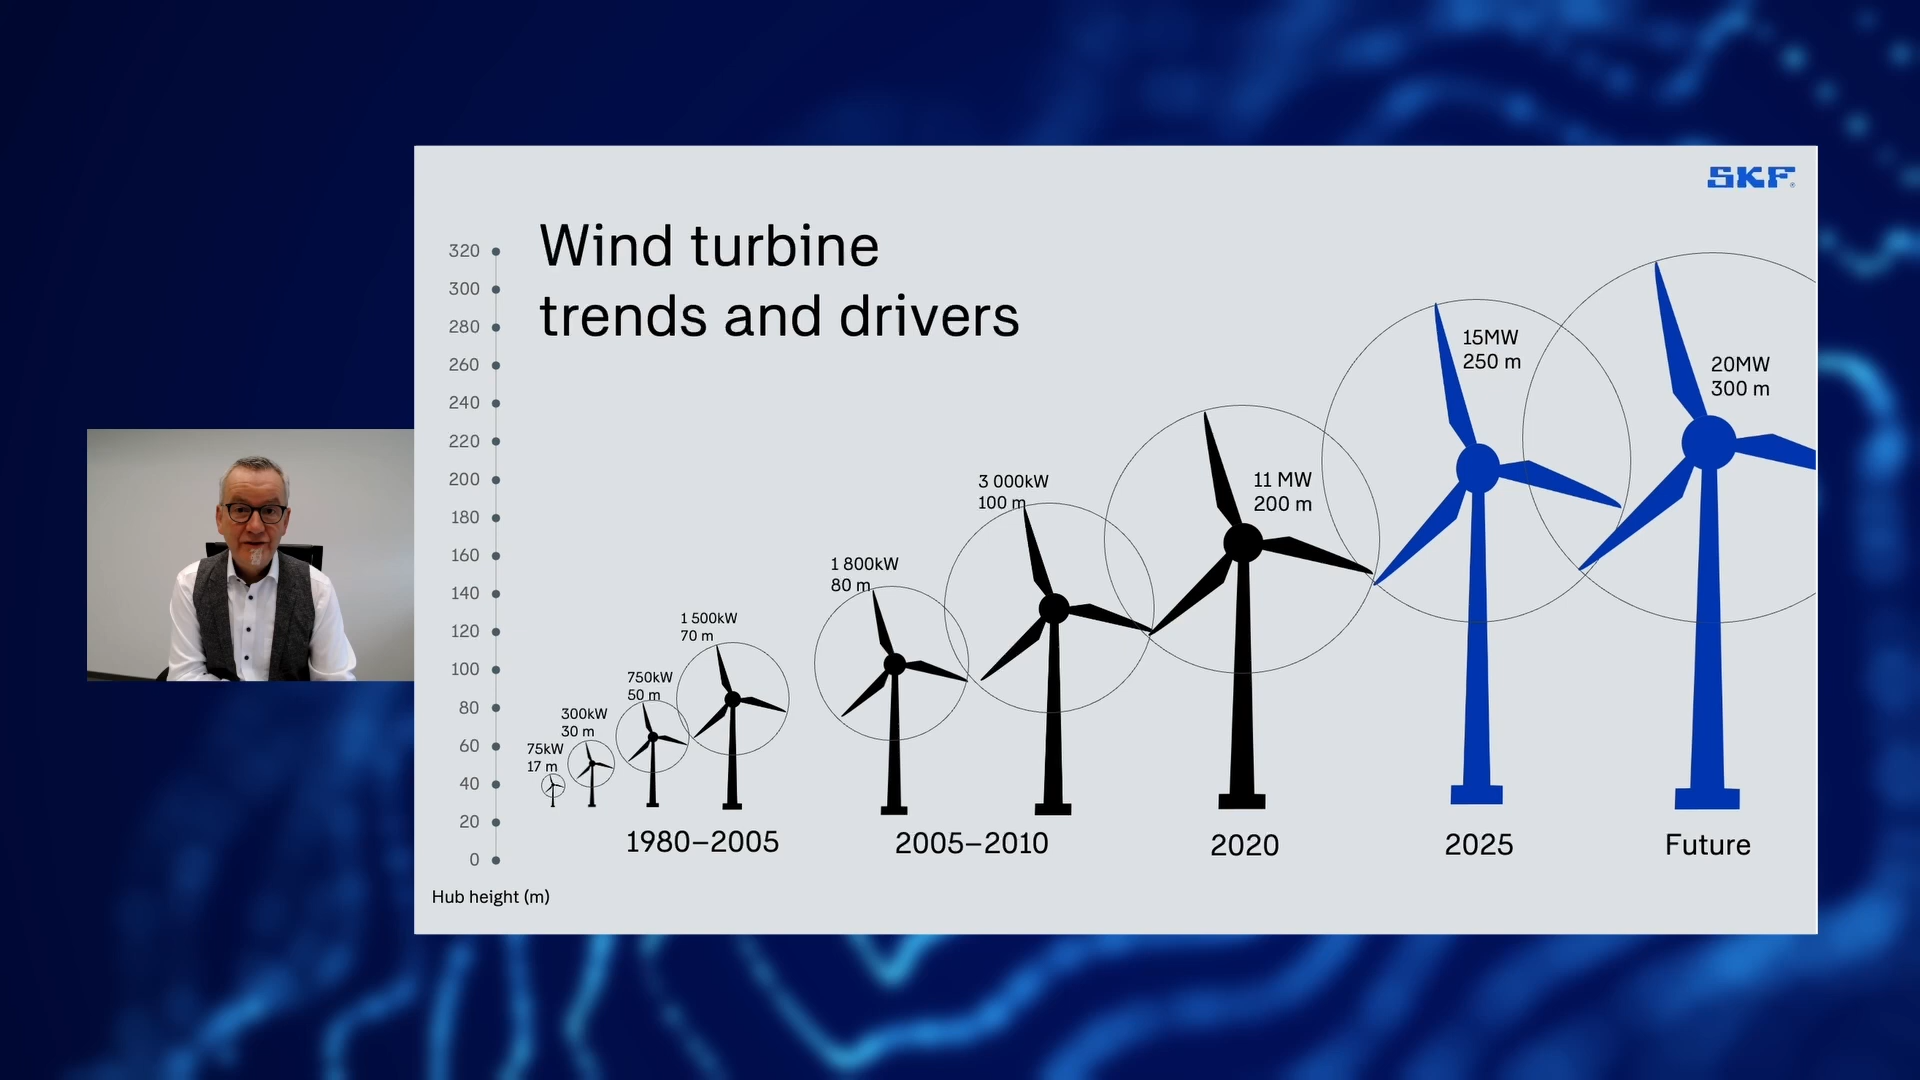 SKF
Wind turbine
trends and drivers
320
300
280
260
240
220
200
180
160
140
120
100
80
60
40
20
0
Hub height (m)
75kW
17 m
300kW
30 m
750kW
50 m
1 500kW
70 m
1 800kW
80 m
3 000kW
100 m
11 MW
200 m
15MW
250 m
20MW
300 m
1980–2005
2005–2010
2020
2025
Future